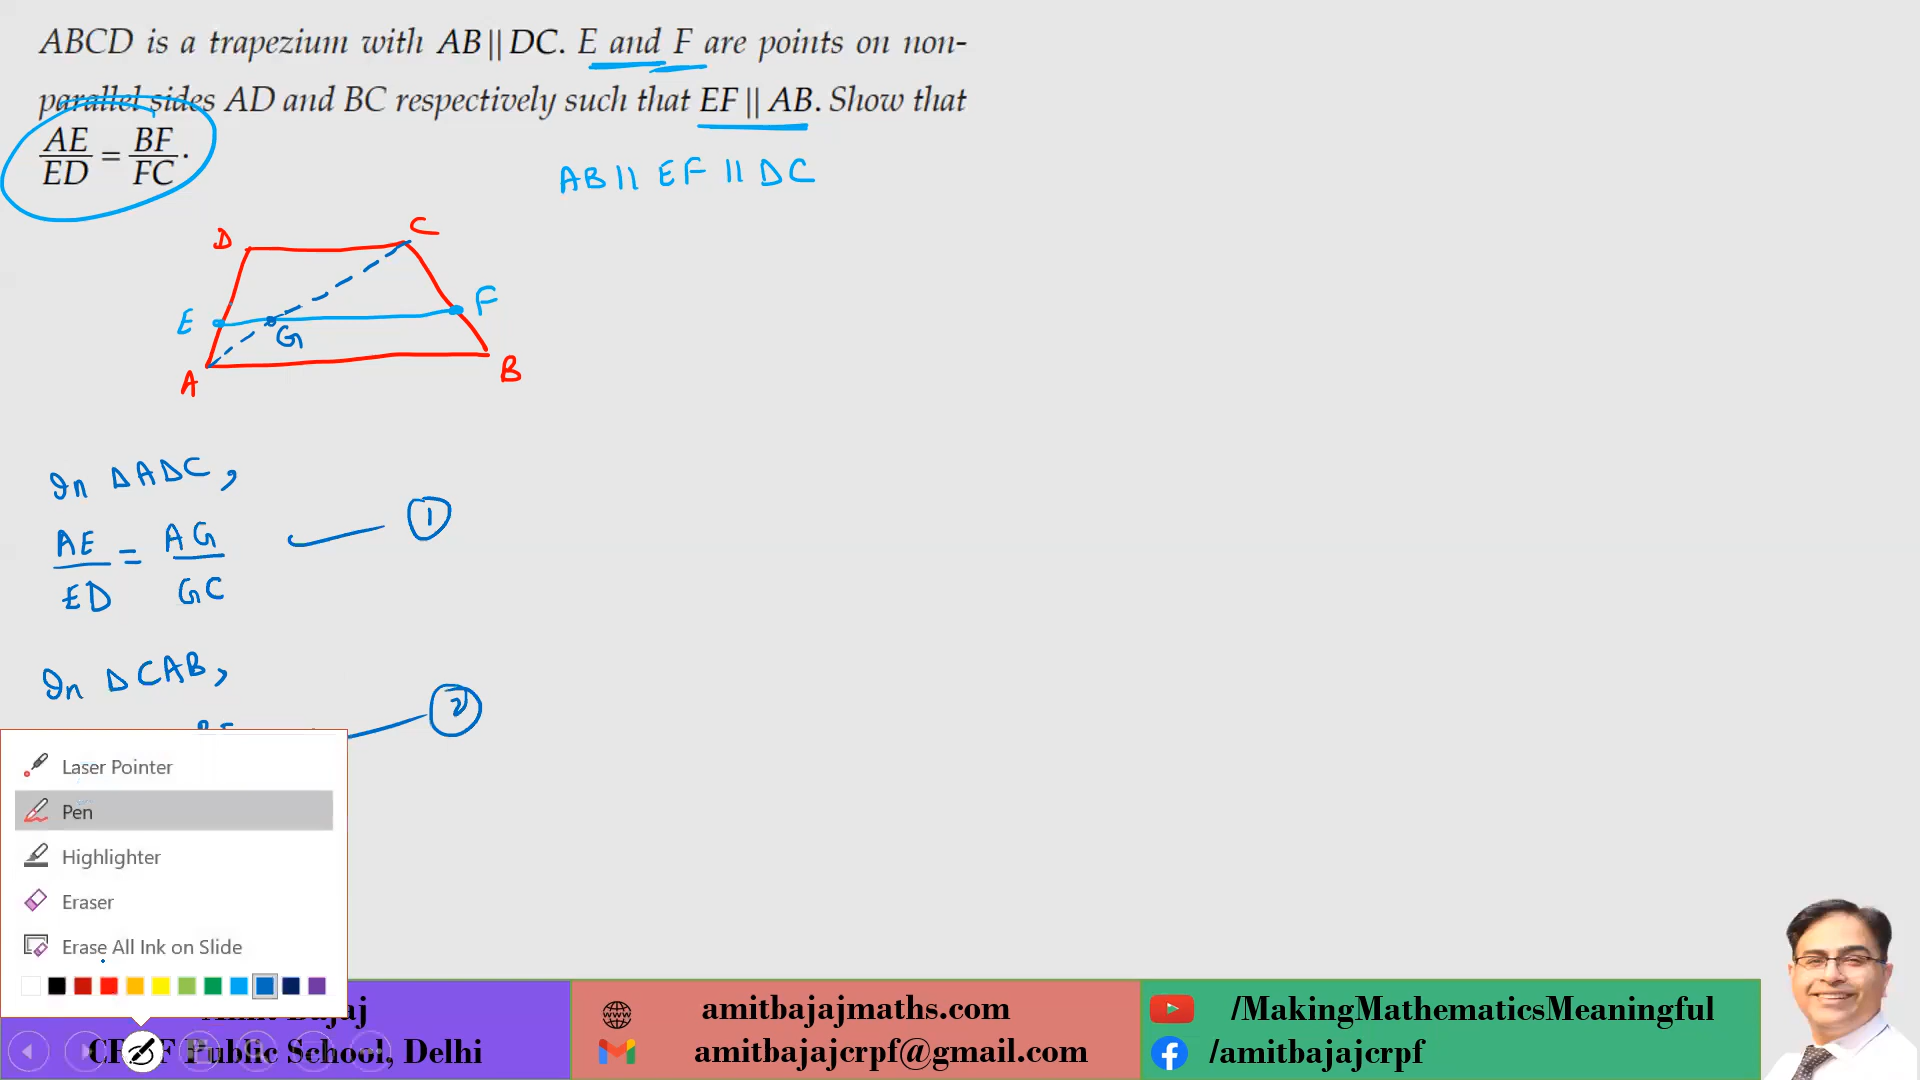 ABCD is a trapezium with AB || DC. E and F are points on non-
parallel sides AD and BC respectively such that EF || AB. Show that
AE/ED = BF/FC.
AB || EF || DC
D
C
E
F
G
A
B
In ΔADC,
AE/ED = AG/GC
1
In ΔCAB,
2
Laser Pointer
Pen
Highlighter
Eraser
Erase All Ink on Slide
Bajaj
Public School, Delhi
amitbajajmaths.com
amitbajajcrpf@gmail.com
/MakingMathematicsMeaningful
/amitbajajcrpf